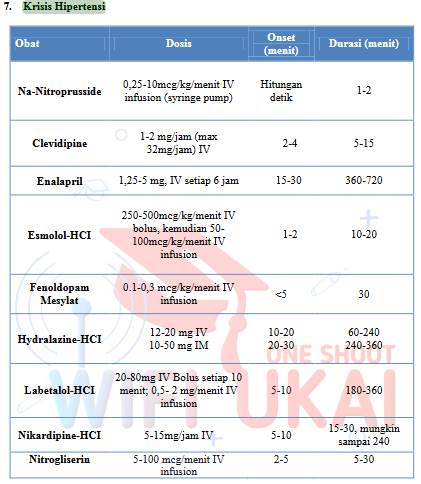 7. Krisis Hipertensi
Obat Dosis Onset (menit) Durasi (menit)
Na-Nitroprusside 0,25-10mcg/kg/menit IV infusion (syringe pump) Hitungan detik 1-2
Clevidipine 1-2 mg/jam (max 32mg/jam) IV 2-4 5-15
Enalapril 1,25-5 mg, IV setiap 6 jam 15-30 360-720
Esmolol-HCI 250-500mcg/kg/menit IV bolus, kemudian 50-100mcg/kg/menit IV infusion 1-2 10-20
Fenoldopam Mesylat 0.1-0,3 mcg/kg/menit IV infusion <5 30
Hydralazine-HCI 12-20 mg IV 10-20 60-240
10-50 mg IM 20-30 240-360
Labetalol-HCI 20-80mg IV Bolus setiap 10 menit; 0,5- 2 mg/menit IV infusion 5-10 180-360
Nikardipine-HCI 5-15mg/jam IV 5-10 15-30, mungkin sampai 240
Nitrogliserin 5-100 mcg/menit IV infusion 2-5 5-30
ONE SHOOT
WIFI UKAI